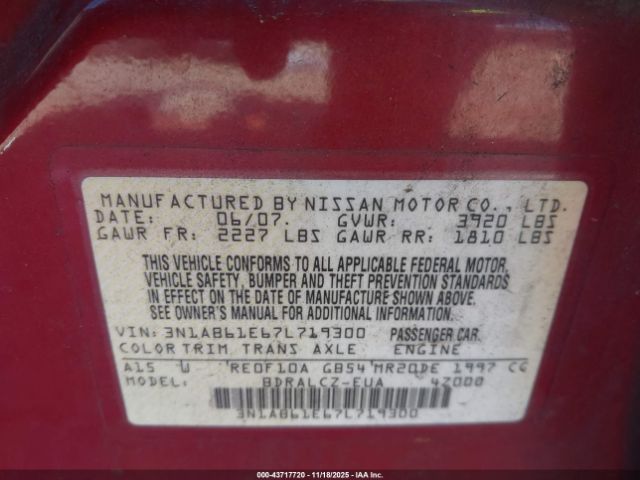 MANUFACTURED BY NISSAN MOTOR CO., LTD.
DATE: 06/07. GVWR: 3920 LBS
GAWR FR: 2227 LBS GAWR RR: 1810 LBS
THIS VEHICLE CONFORMS TO ALL APPLICABLE FEDERAL MOTOR
VEHICLE SAFETY, BUMPER AND THEFT PREVENTION STANDARDS
IN EFFECT ON THE DATE OF MANUFACTURE SHOWN ABOVE.
SEE OWNER'S MANUAL FOR ADDITIONAL INFORMATION.
VIN: 3N1AB61E67L719300 PASSENGER CAR.
COLOR TRIM TRANS AXLE ENGINE
A15 W RE0F10A GB54 MR20DE 1997 CC
MODEL: BDRALCZ-EUA 4Z000
3N1AB61E67L719300
000-43717720 - 11/18/2025 - IAA Inc.